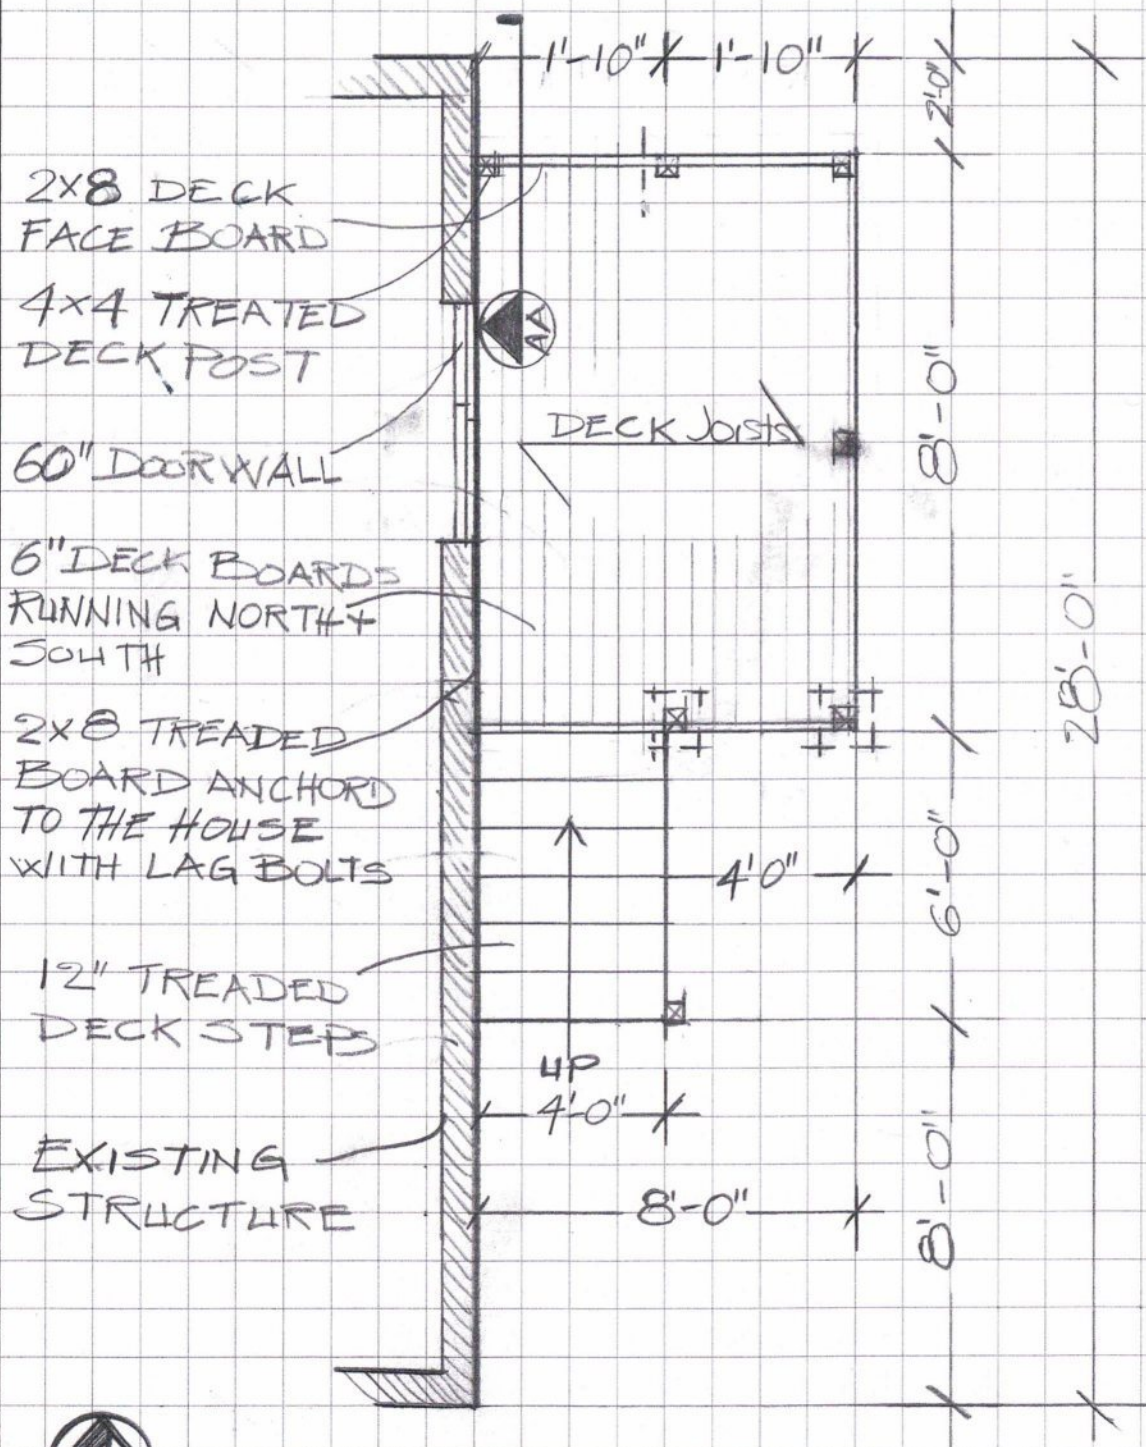 1'-10" 1'-10"
2'-0"
2X8 DECK
FACE BOARD
4X4 TREATED
DECK POST
AA
DECK Joists
8'-0"
60" DOORWALL
6" DECK BOARDS
RUNNING NORTH +
SOUTH
28'-0"
2X8 TREADED
BOARD ANCHORD
TO THE HOUSE
WITH LAG BOLTS
4'0"
6'-0"
12" TREADED
DECK STEPS
UP
4'-0"
EXISTING
STRUCTURE
8'-0"
8'-0"